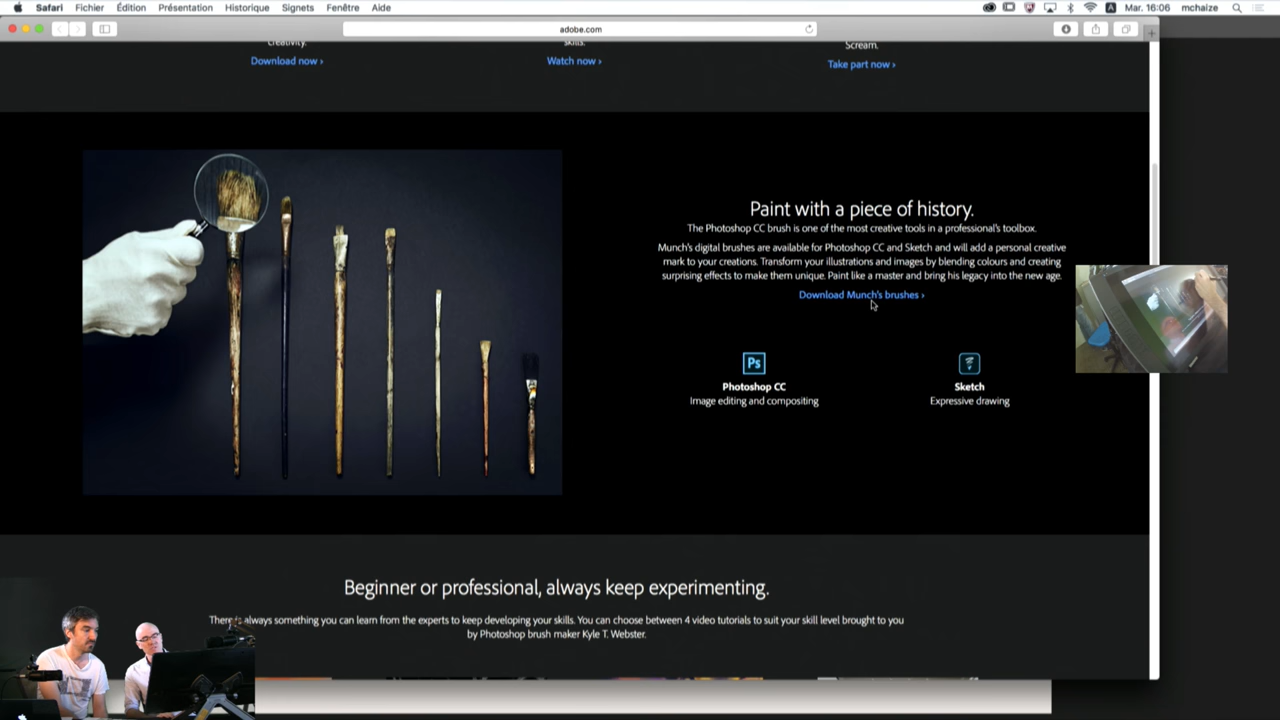 Safari Fichier Édition Présentation Historique Signets Fenêtre Aide
A Mar. 16:06 mchaize
adobe.com
Creativity. skills. Scream.
Download now › Watch now › Take part now ›
Paint with a piece of history.
The Photoshop CC brush is one of the most creative tools in a professional's toolbox.
Munch's digital brushes are available for Photoshop CC and Sketch and will add a personal creative
mark to your creations. Transform your illustrations and images by blending colours and creating
surprising effects to make them unique. Paint like a master and bring his legacy into the new age.
Download Munch's brushes ›
Ps
Photoshop CC Sketch
Image editing and compositing Expressive drawing
Beginner or professional, always keep experimenting.
There is always something you can learn from the experts to keep developing your skills. You can choose between 4 video tutorials to suit your skill level brought to you
by Photoshop brush maker Kyle T. Webster.